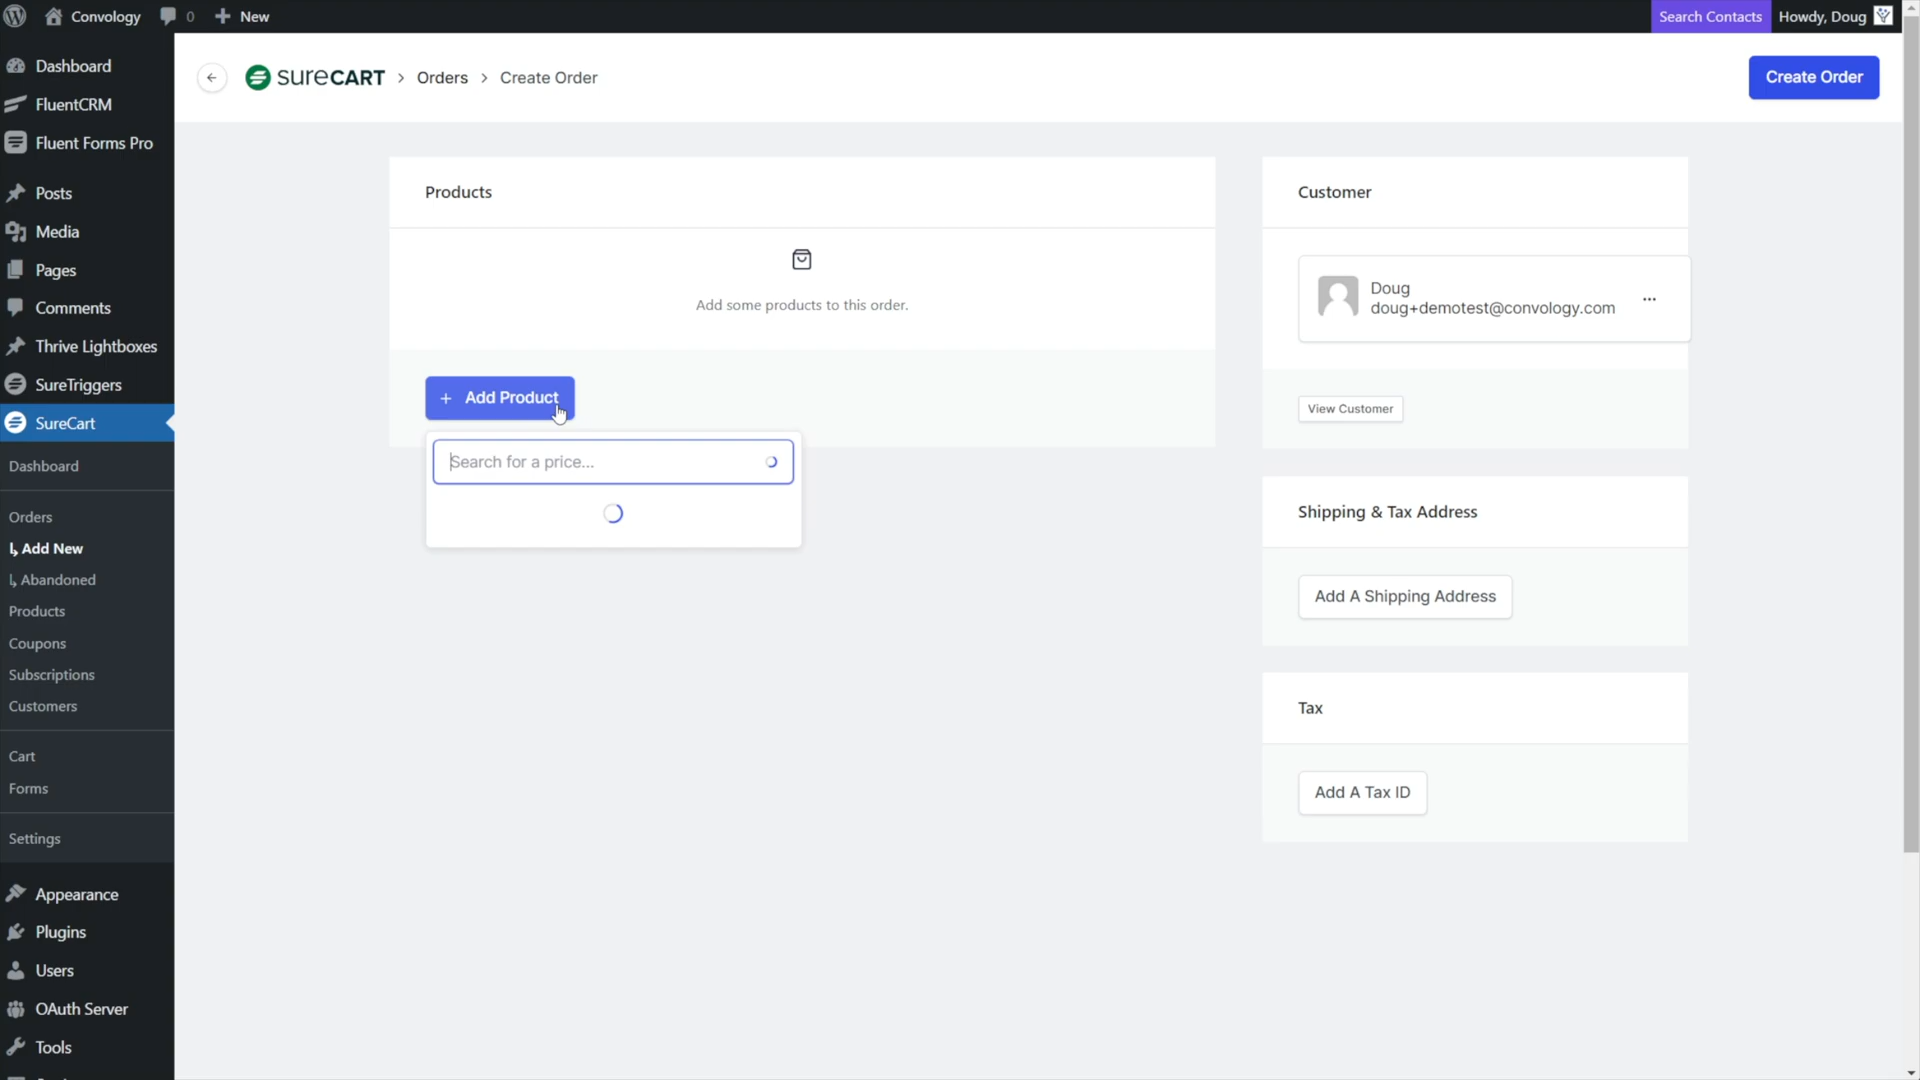 Convology
0
New
Search Contacts
Howdy, Doug
Dashboard
FluentCRM
Fluent Forms Pro
Posts
Media
Pages
Comments
Thrive Lightboxes
SureTriggers
SureCart
Dashboard
Orders
Add New
Abandoned
Products
Coupons
Subscriptions
Customers
Cart
Forms
Settings
Appearance
Plugins
Users
OAuth Server
Tools
SURECART > Orders > Create Order
Create Order
Products
Add some products to this order.
+ Add Product
Search for a price...
Customer
Doug
doug+demotest@convology.com
View Customer
Shipping & Tax Address
Add A Shipping Address
Tax
Add A Tax ID